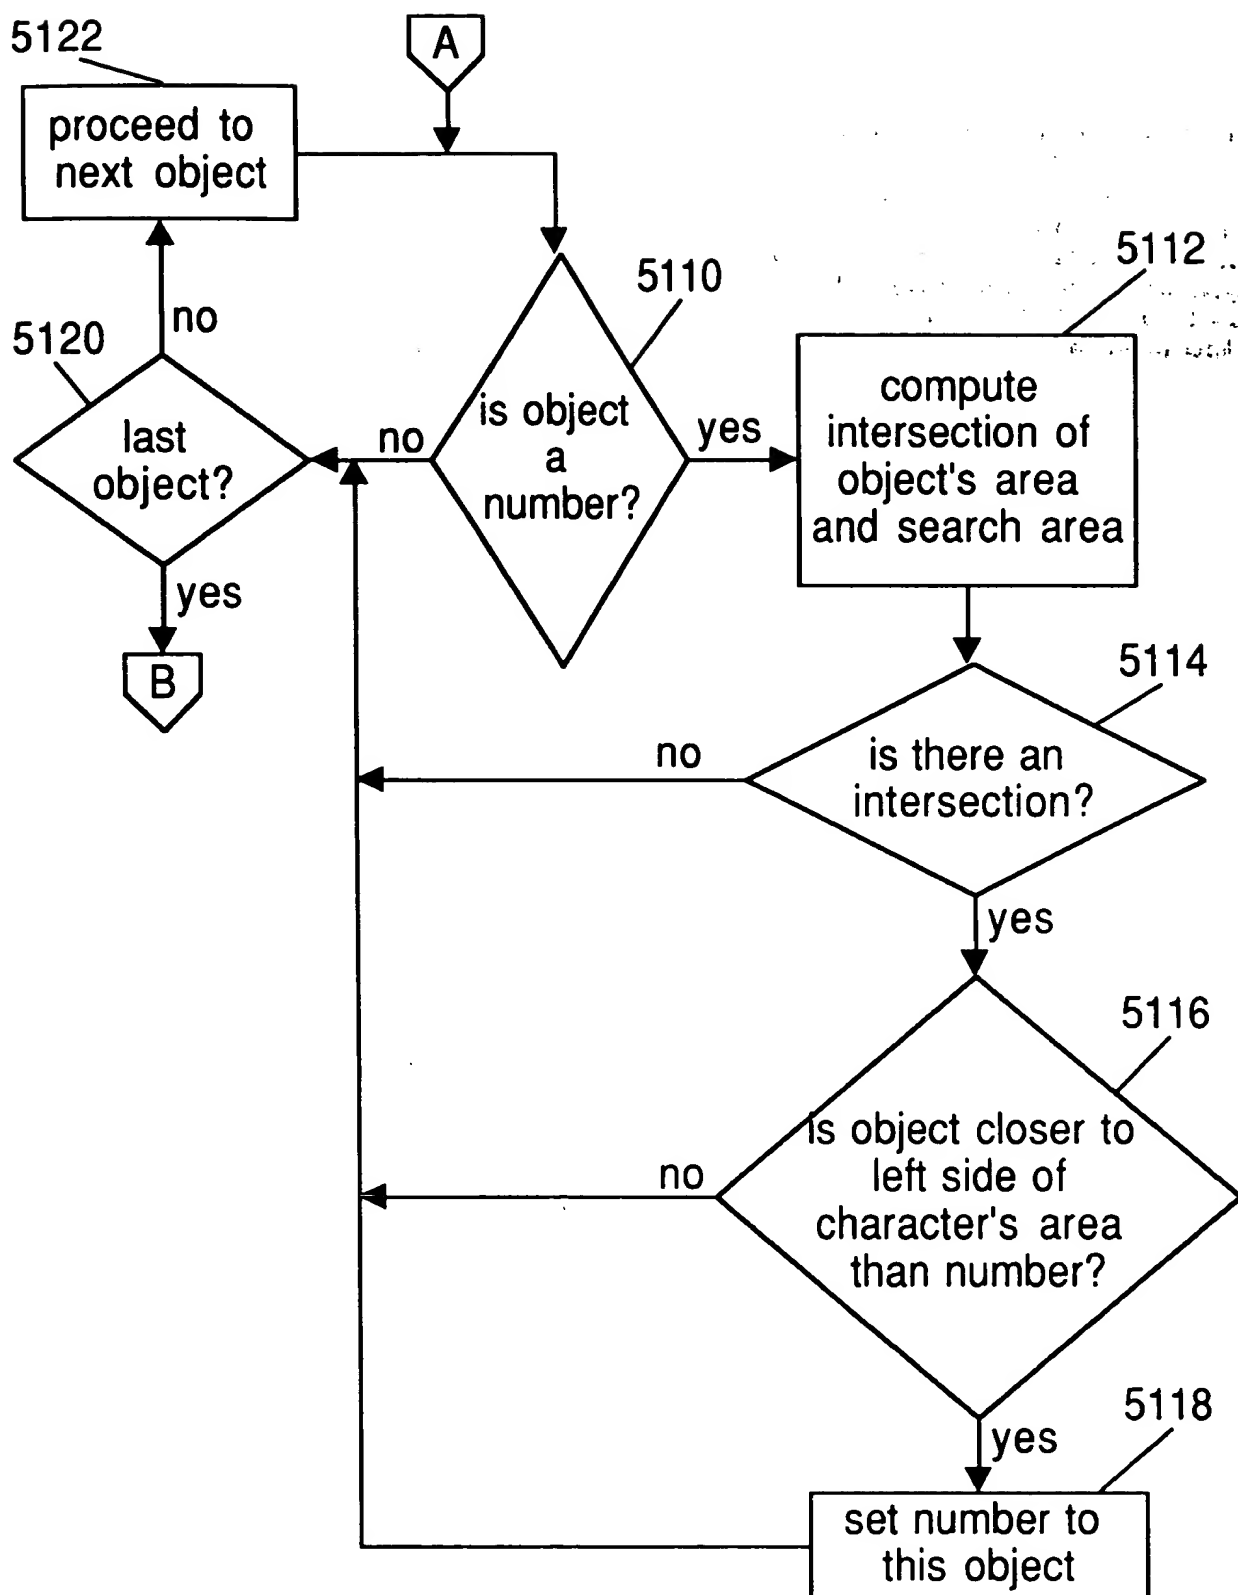 5122
A
proceed to
next object
5110
5112
no
5120
last
object?
no
is object
a
number?
yes
compute
intersection of
object's area
and search area
yes
B
5114
no
is there an
intersection?
yes
5116
no
is object closer to
left side of
character's area
than number?
5118
yes
set number to
this object